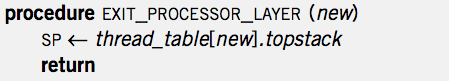 procedure EXIT_PROCESSOR_LAYER (new)
SP ← thread_table[new].topstack
return